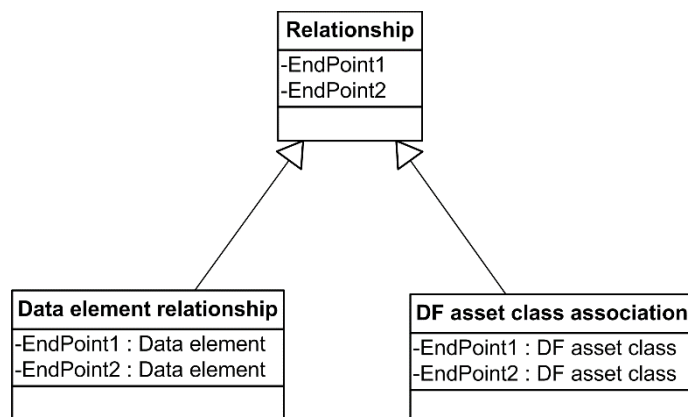 Relationship
-EndPoint1
-EndPoint2
Data element relationship
-EndPoint1 : Data element
-EndPoint2 : Data element
DF asset class association
-EndPoint1 : DF asset class
-EndPoint2 : DF asset class